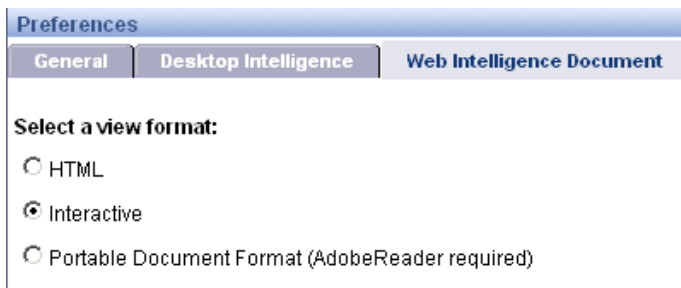 Preferences
General Desktop Intelligence Web Intelligence Document
Select a view format:
HTML
Interactive
Portable Document Format (AdobeReader required)